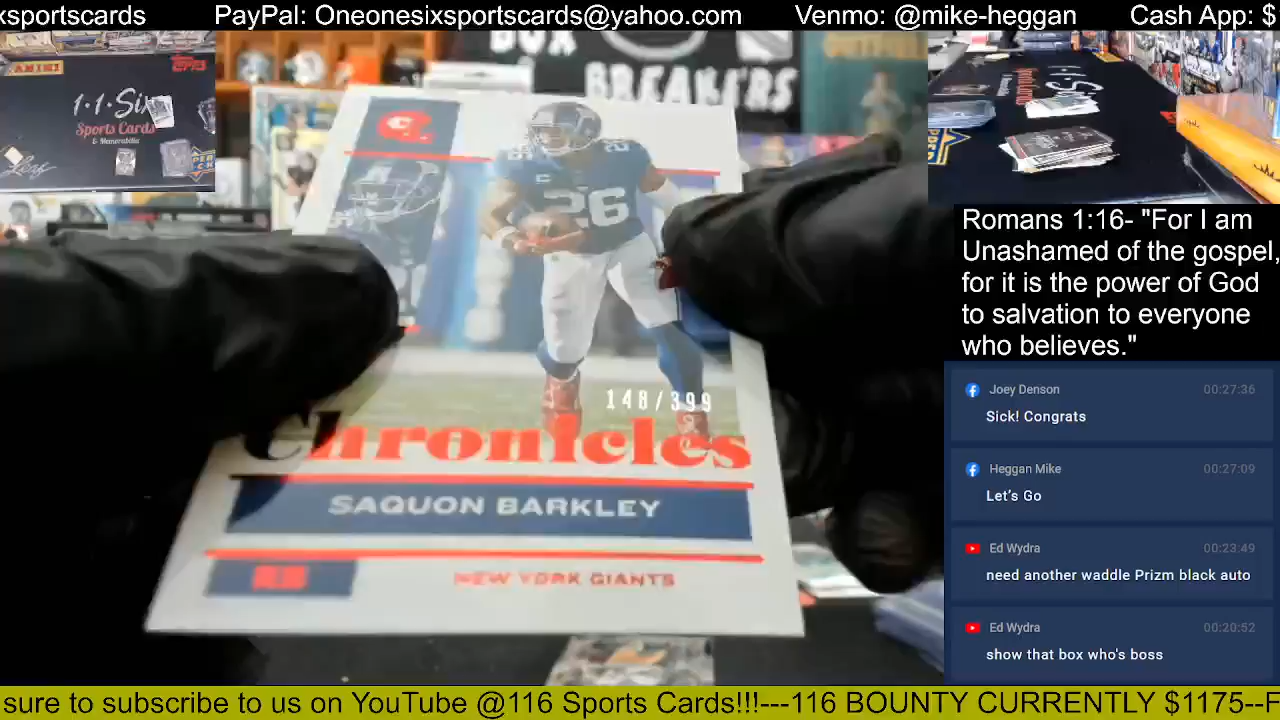 xsportscards PayPal: Oneonesixsportscards@yahoo.com Venmo: @mike-heggan Cash App: $
PANINI
topps
1·1·Six
Sports Cards
& Memorabilia
Leaf
BOX
BREAKERS
26
148/399
Chronicles
SAQUON BARKLEY
NEW YORK GIANTS
Romans 1:16- "For I am
Unashamed of the gospel,
for it is the power of God
to salvation to everyone
who believes."
Joey Denson 00:27:36
Sick! Congrats
Heggan Mike 00:27:09
Let's Go
Ed Wydra 00:23:49
need another waddle Prizm black auto
Ed Wydra 00:20:52
show that box who's boss
sure to subscribe to us on YouTube @116 Sports Cards!!!---116 BOUNTY CURRENTLY $1175--F